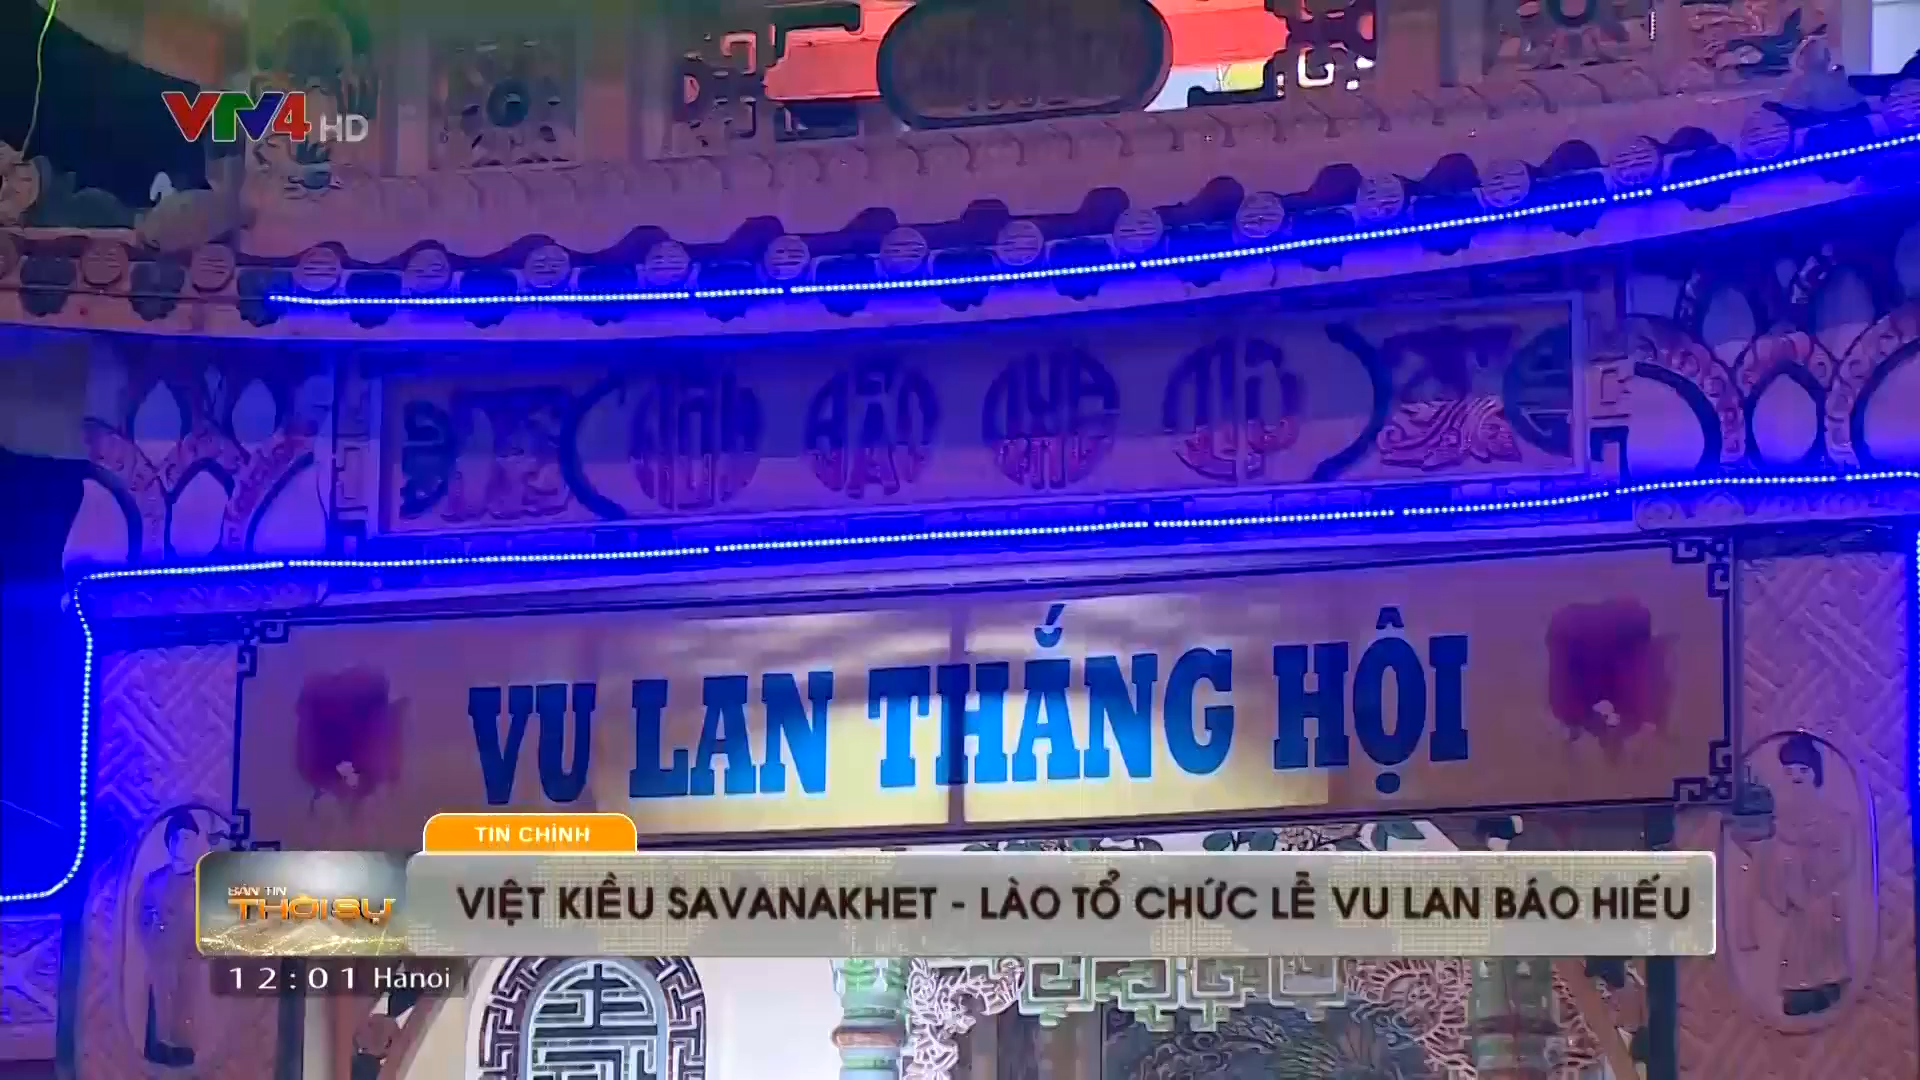 VTV4 HD
VU LAN THẮNG HỘI
TIN CHÍNH
BẢN TIN
THỜI SỰ
VIỆT KIỀU SAVANAKHET - LÀO TỔ CHỨC LỄ VU LAN BÁO HIẾU
12:01 Hanoi